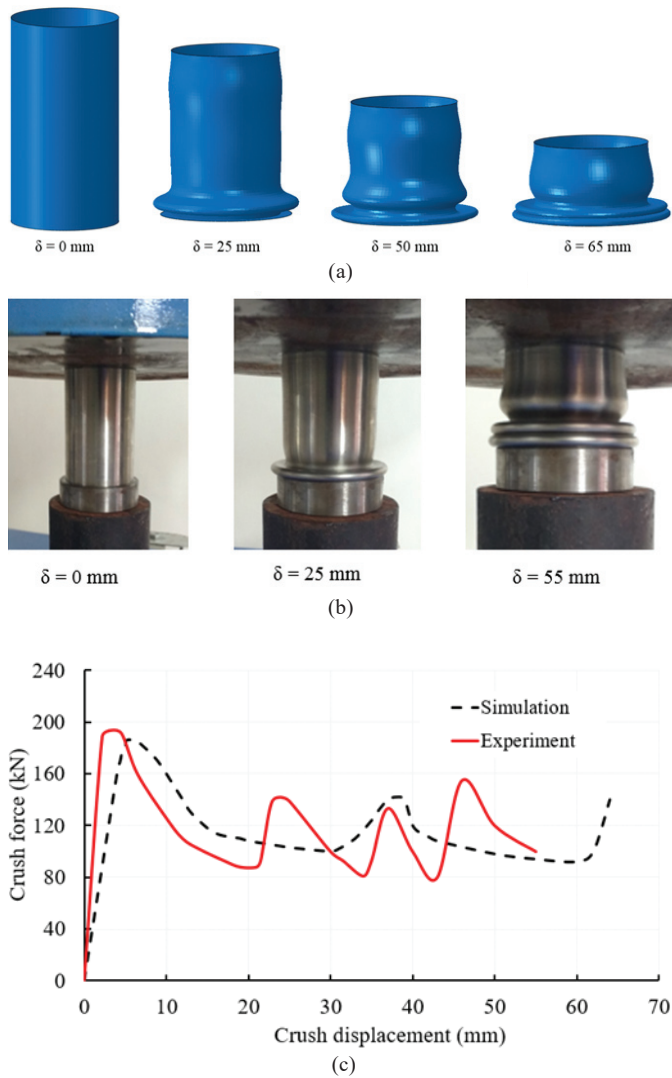 δ = 0 mm δ = 25 mm δ = 50 mm δ = 65 mm
(a)
δ = 0 mm δ = 25 mm δ = 55 mm
(b)
240
200
160
120
80
40
0
Crush force (kN)
Simulation
Experiment
0 10 20 30 40 50 60 70
Crush displacement (mm)
(c)